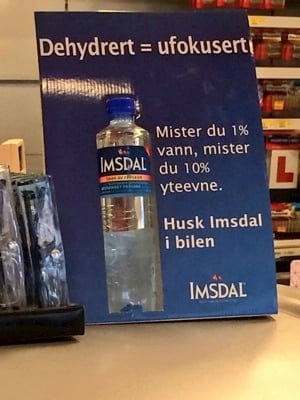 Dehydrert = ufokusert
IMSDAL
Mister du 1%
vann, mister
du 10%
yteevne.
Husk Imsdal
i bilen
IMSDAL
L